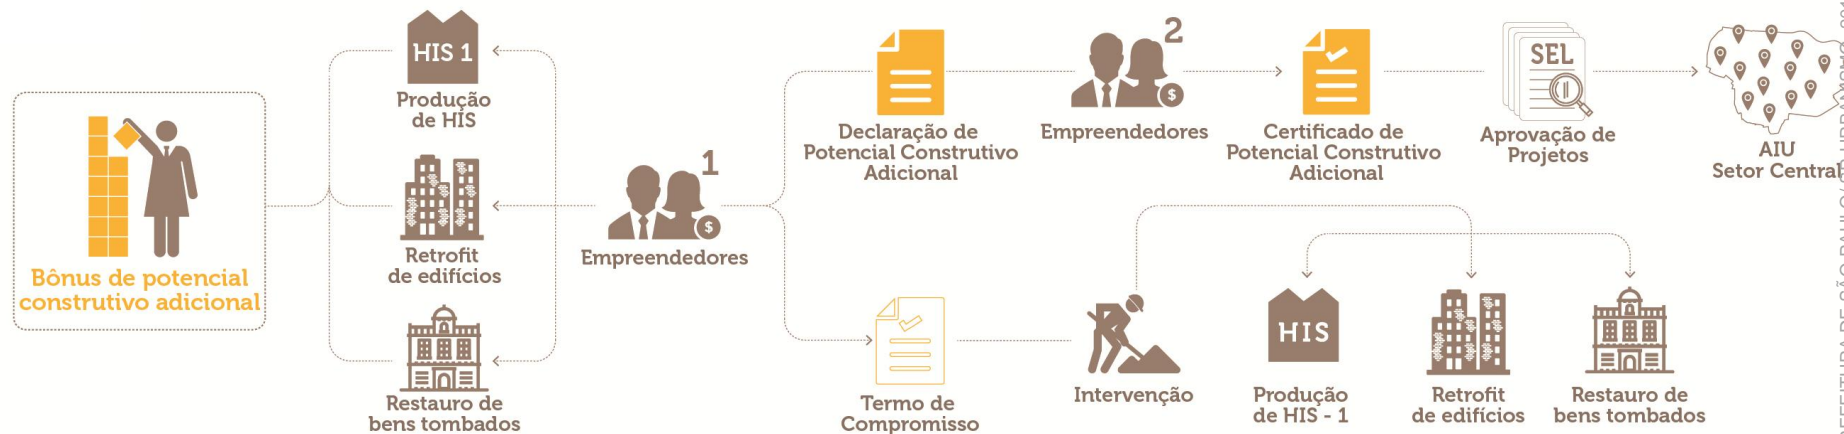 Bônus de potencial
construtivo adicional
HIS 1
Produção
de HIS
Retrofit
de edifícios
Restauro de
bens tombados
1
$
Empreendedores
Declaração de
Potencial Construtivo
Adicional
2
$
Empreendedores
Certificado de
Potencial Construtivo
Adicional
SEL
Aprovação de
Projetos
AIU
Setor Central
Termo de
Compromisso
Intervenção
HIS
Produção
de HIS - 1
Retrofit
de edifícios
Restauro de
bens tombados